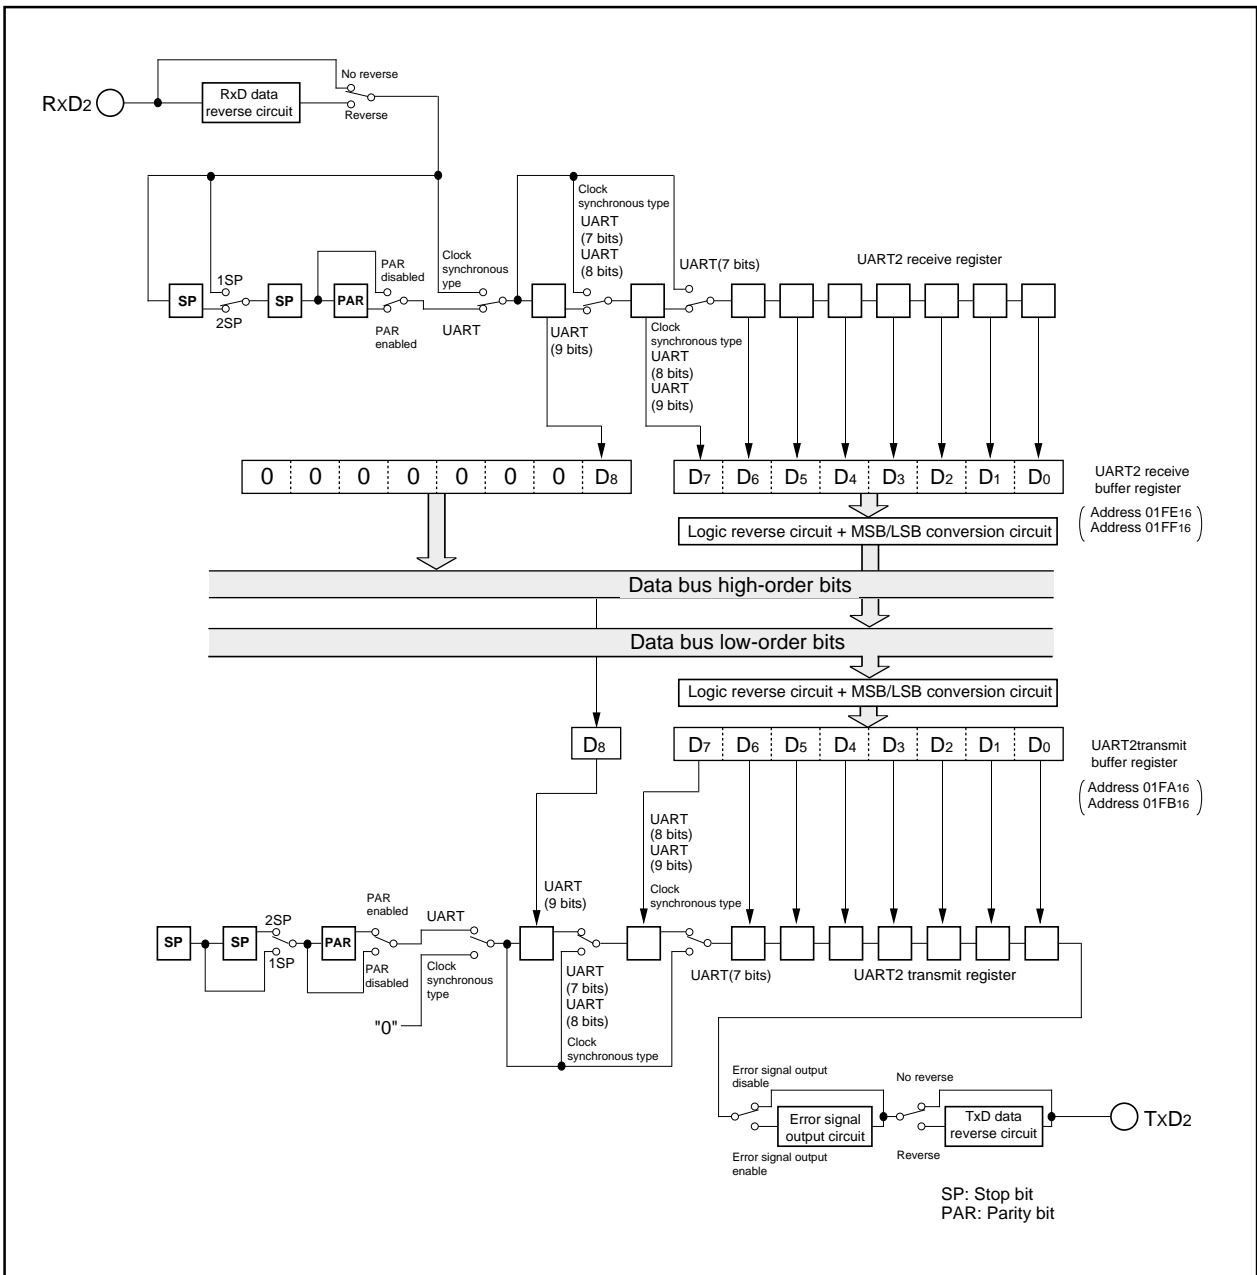 No reverse
RxD2
RxD data
reverse circuit
Reverse
Clock
synchronous type
UART
(7 bits)
UART
(8 bits)
UART(7 bits)
UART2 receive register
1SP
PAR
disabled
Clock
synchronous
ype
SP
SP
PAR
2SP
PAR
enabled
UART
UART
(9 bits)
Clock
synchronous type
UART
(8 bits)
UART
(9 bits)
0 0 0 0 0 0 0 D8
D7 D6 D5 D4 D3 D2 D1 D0
UART2 receive
buffer register
Address 01FE16
Address 01FF16
Logic reverse circuit + MSB/LSB conversion circuit
Data bus high-order bits
Data bus low-order bits
Logic reverse circuit + MSB/LSB conversion circuit
D8
D7 D6 D5 D4 D3 D2 D1 D0
UART2transmit
buffer register
Address 01FA16
Address 01FB16
UART
(8 bits)
UART
(9 bits)
Clock
synchronous type
UART
(9 bits)
PAR
enabled
UART
2SP
SP
SP
PAR
1SP
PAR
disabled
Clock
synchronous
type
"0"
UART
(7 bits)
UART
(8 bits)
Clock
synchronous type
UART(7 bits)
UART2 transmit register
Error signal output
disable
No reverse
Error signal
output circuit
TxD data
reverse circuit
TxD2
Error signal output
enable
Reverse
SP: Stop bit
PAR: Parity bit